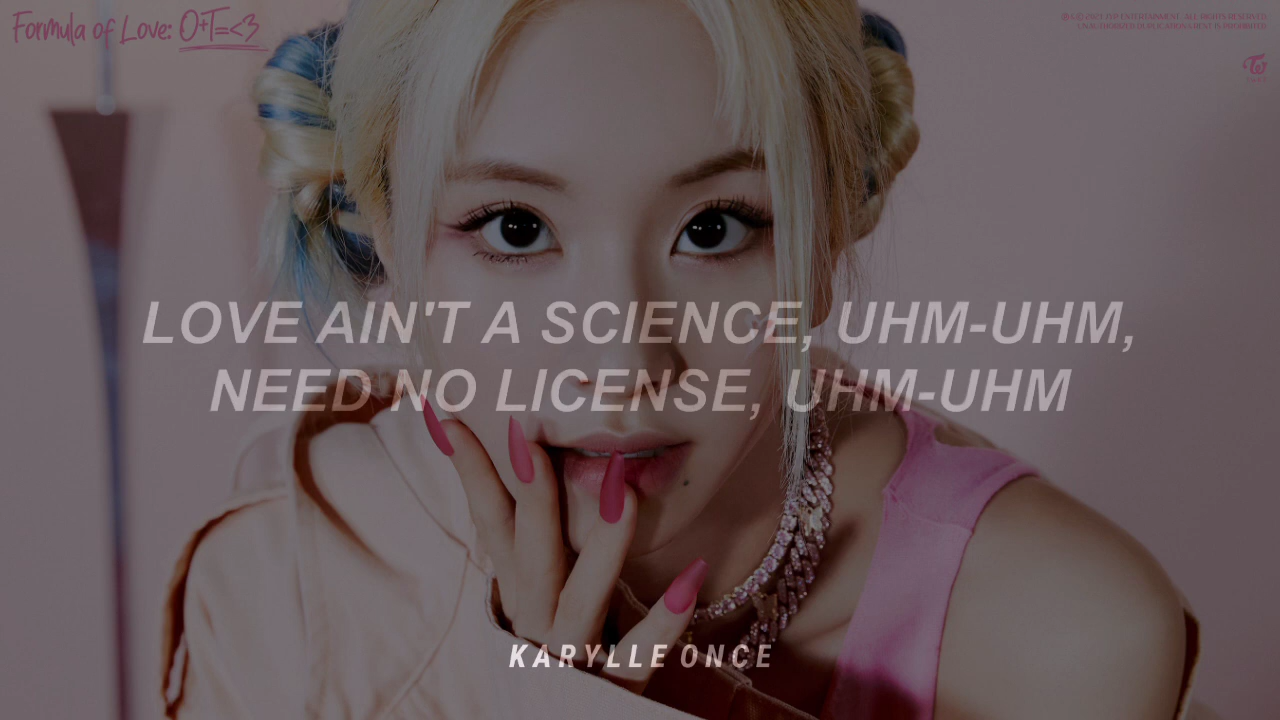 Formula of Love: O+T=<3
LOVE AIN'T A SCIENCE, UHM-UHM,
NEED NO LICENSE, UHM-UHM
KARYLLE ONCE